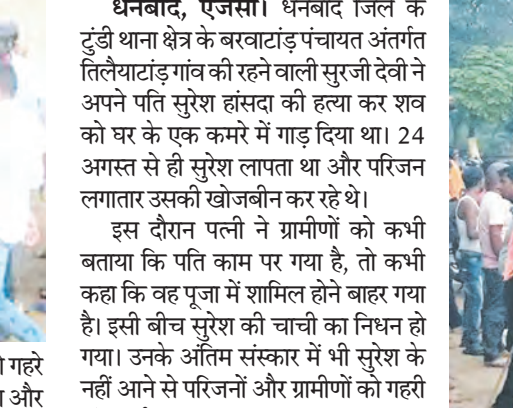 धनबाद, एजेंसी। धनबाद जिले के
टुंडी थाना क्षेत्र के बरवाटांड़ पंचायत अंतर्गत
तिलैयाटांड़ गांव की रहने वाली सुरजी देवी ने
अपने पति सुरेश हांसदा की हत्या कर शव
को घर के एक कमरे में गाड़ दिया था। 24
अगस्त से ही सुरेश लापता था और परिजन
लगातार उसकी खोजबीन कर रहे थे।
इस दौरान पत्नी ने ग्रामीणों को कभी
बताया कि पति काम पर गया है, तो कभी
कहा कि वह पूजा में शामिल होने बाहर गया
है। इसी बीच सुरेश की चाची का निधन हो
गया। उनके अंतिम संस्कार में भी सुरेश के
नहीं आने से परिजनों और ग्रामीणों को गहरी
गहरे
और